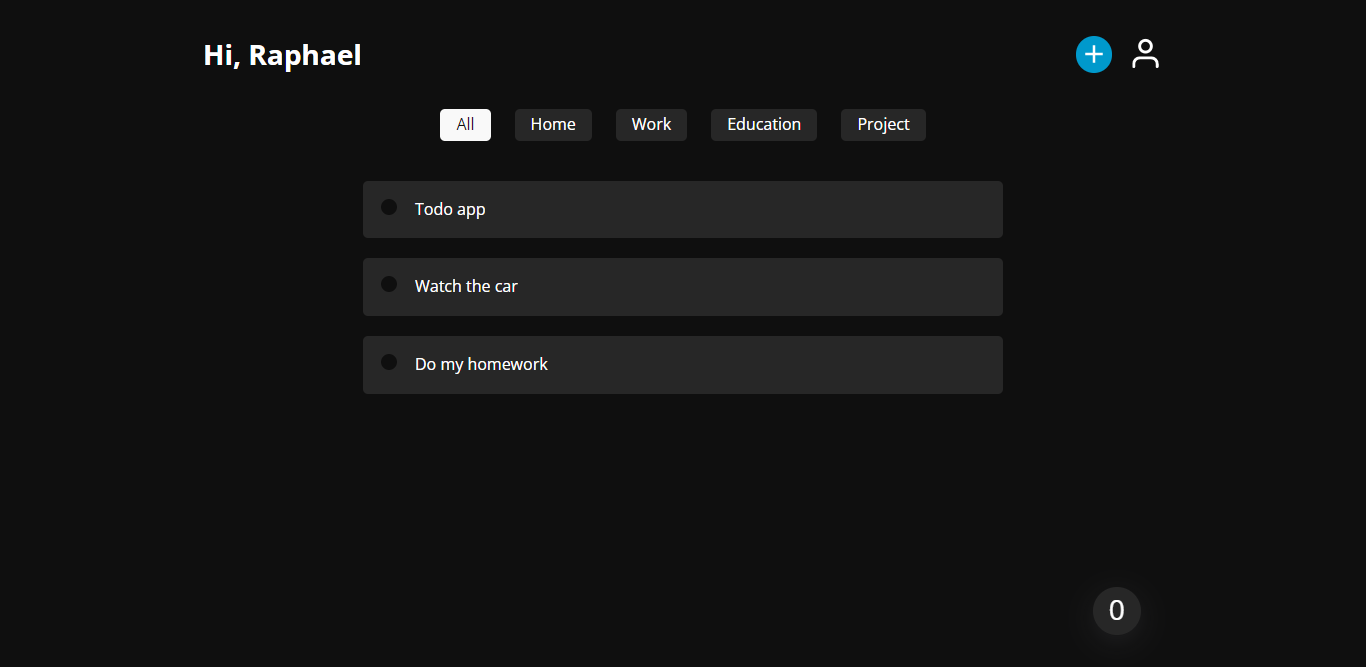 Hi, Raphael
All Home Work Education Project
Todo app
Watch the car
Do my homework
0